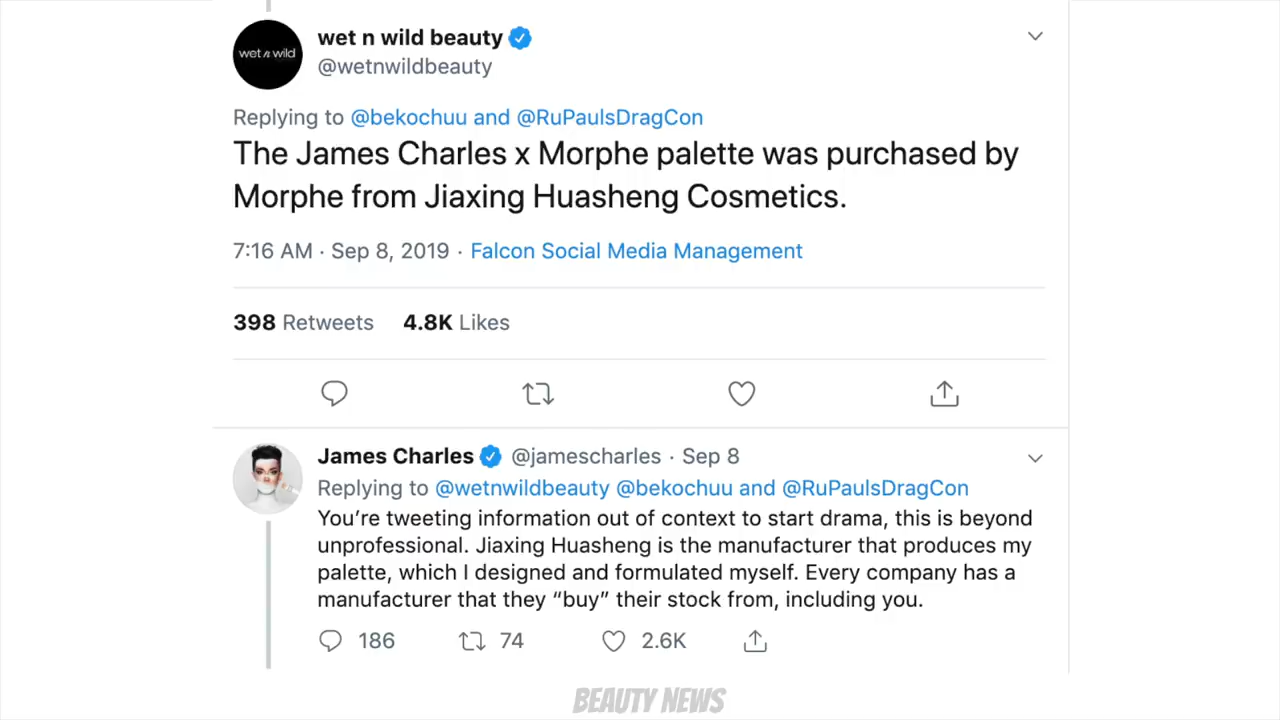 wet n wild
wet n wild beauty
@wetnwildbeauty
Replying to @bekochuu and @RuPaulsDragCon
The James Charles x Morphe palette was purchased by
Morphe from Jiaxing Huasheng Cosmetics.
7:16 AM · Sep 8, 2019 · Falcon Social Media Management
398 Retweets 4.8K Likes
James Charles @jamescharles · Sep 8
Replying to @wetnwildbeauty @bekochuu and @RuPaulsDragCon
You’re tweeting information out of context to start drama, this is beyond
unprofessional. Jiaxing Huasheng is the manufacturer that produces my
palette, which I designed and formulated myself. Every company has a
manufacturer that they “buy” their stock from, including you.
186 74 2.6K
BEAUTY NEWS